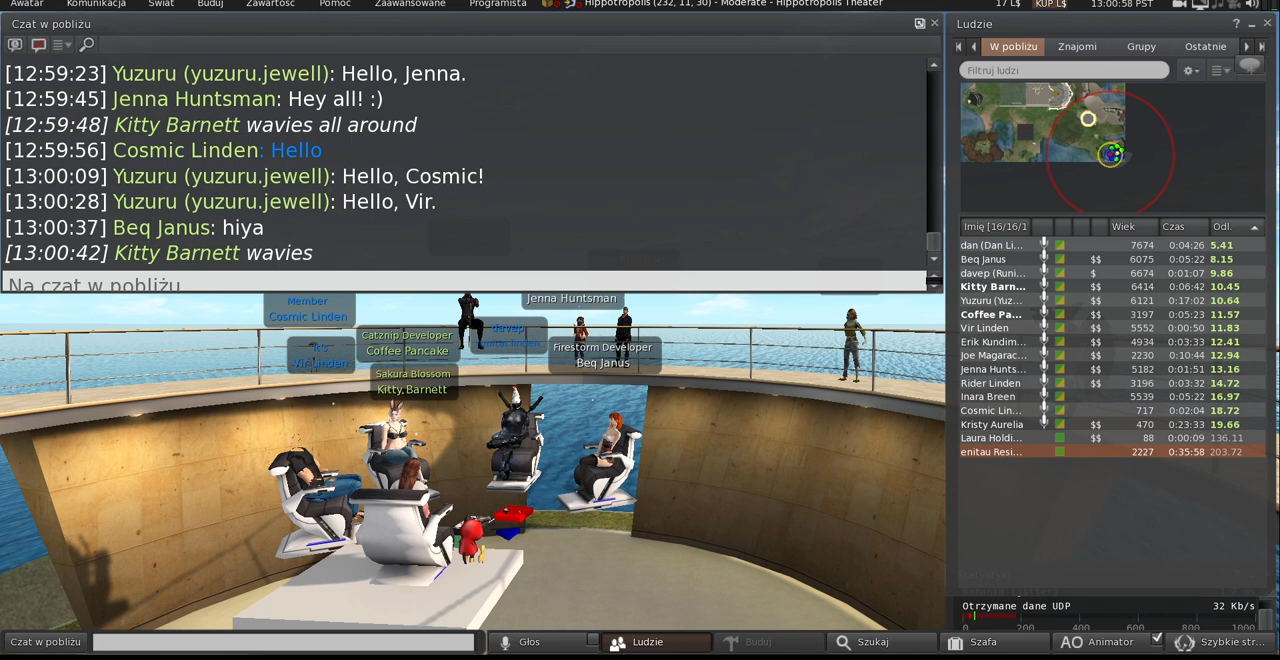 Awatar Komunikacja Świat Buduj Zawartość Pomoc Zaawansowane Programista Hippotropolis (232, 11, 30) - Moderate - Hippotropolis Theater 17 L$ KUP L$ 13:00:58 PST
Czat w pobliżu
[12:59:23] Yuzuru (yuzuru.jewell): Hello, Jenna.
[12:59:45] Jenna Huntsman: Hey all! :)
[12:59:48] Kitty Barnett wavies all around
[12:59:56] Cosmic Linden: Hello
[13:00:09] Yuzuru (yuzuru.jewell): Hello, Cosmic!
[13:00:28] Yuzuru (yuzuru.jewell): Hello, Vir.
[13:00:37] Beq Janus: hiya
[13:00:42] Kitty Barnett wavies
Na czat w pobliżu
Member
Cosmic Linden
It's
Vir Linden
Catznip Developer
Coffee Pancake
Sakura Blossom
Kitty Barnett
davep
Jenna Huntsman
Firestorm Developer
Beq Janus
Ludzie
W pobliżu Znajomi Grupy Ostatnie
Filtruj ludzi
Imię [16/16/1 Wiek Czas Odl.
dan (Dan Li... 7674 0:04:26 5.41
Beq Janus $$ 6075 0:05:22 8.15
davep (Runi... $ 6674 0:01:07 9.86
Kitty Barn... $$ 6414 0:06:42 10.45
Yuzuru (Yuz... $$ 6121 0:17:02 10.64
Coffee Pa... $$ 3197 0:05:23 11.57
Vir Linden $$ 5552 0:00:50 11.83
Erik Kundim... $$ 4934 0:03:33 12.41
Joe Magarac... $$ 2230 0:10:44 12.94
Jenna Hunts... $$ 5182 0:01:51 13.16
Rider Linden $$ 3196 0:03:32 14.72
Inara Breen 5539 0:05:22 16.97
Cosmic Lin... 717 0:02:04 18.72
Kristy Aurelia $$ 470 0:23:33 19.66
Laura Holdi... $$ 88 0:00:09 136.11
enitau Resi... 2227 0:35:58 203.72
Otrzymane dane UDP 32 Kb/s
0 200 400 600 800 1000
Czat w pobliżu Głos Ludzie Buduj Szukaj Szafa AO Animator Szybkie str...